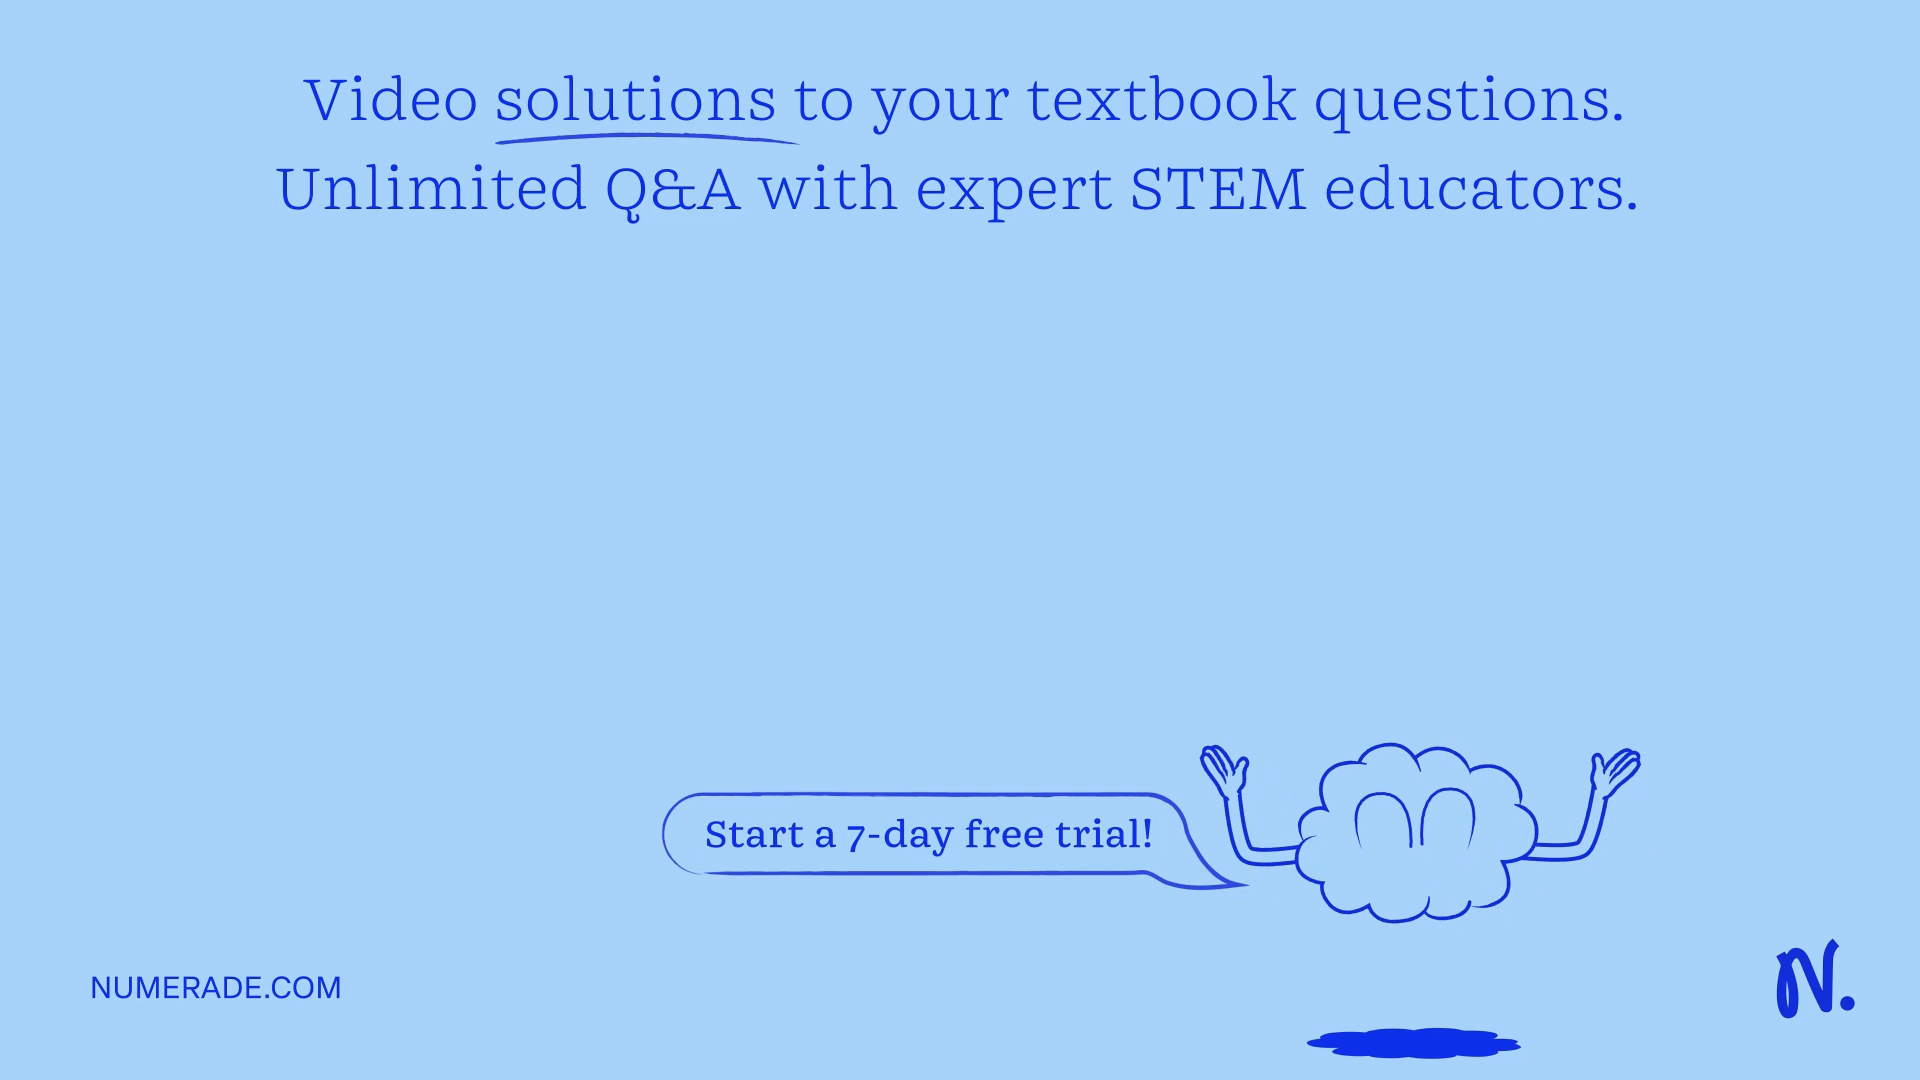 Video solutions to your textbook questions.
Unlimited Q&A with expert STEM educators.
Start a 7-day free trial!
NUMERADE.COM
N.